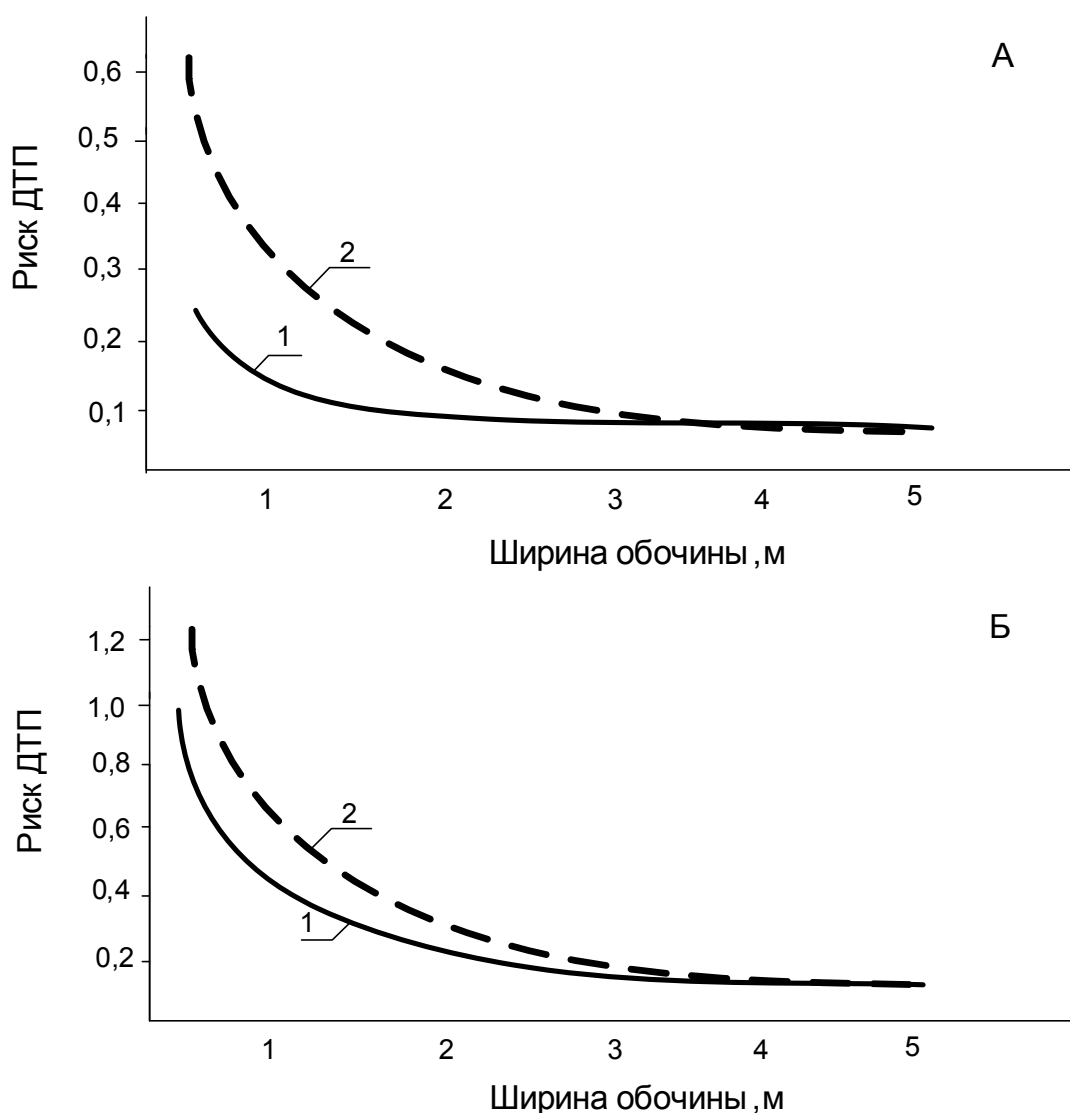 А
0,6
0,5
0,4
0,3
0,2
0,1
Риск ДТП
2
1
1 2 3 4 5
Ширина обочины ,м
Б
1,2
1,0
0,8
0,6
0,4
0,2
Риск ДТП
2
1
1 2 3 4 5
Ширина обочины ,м